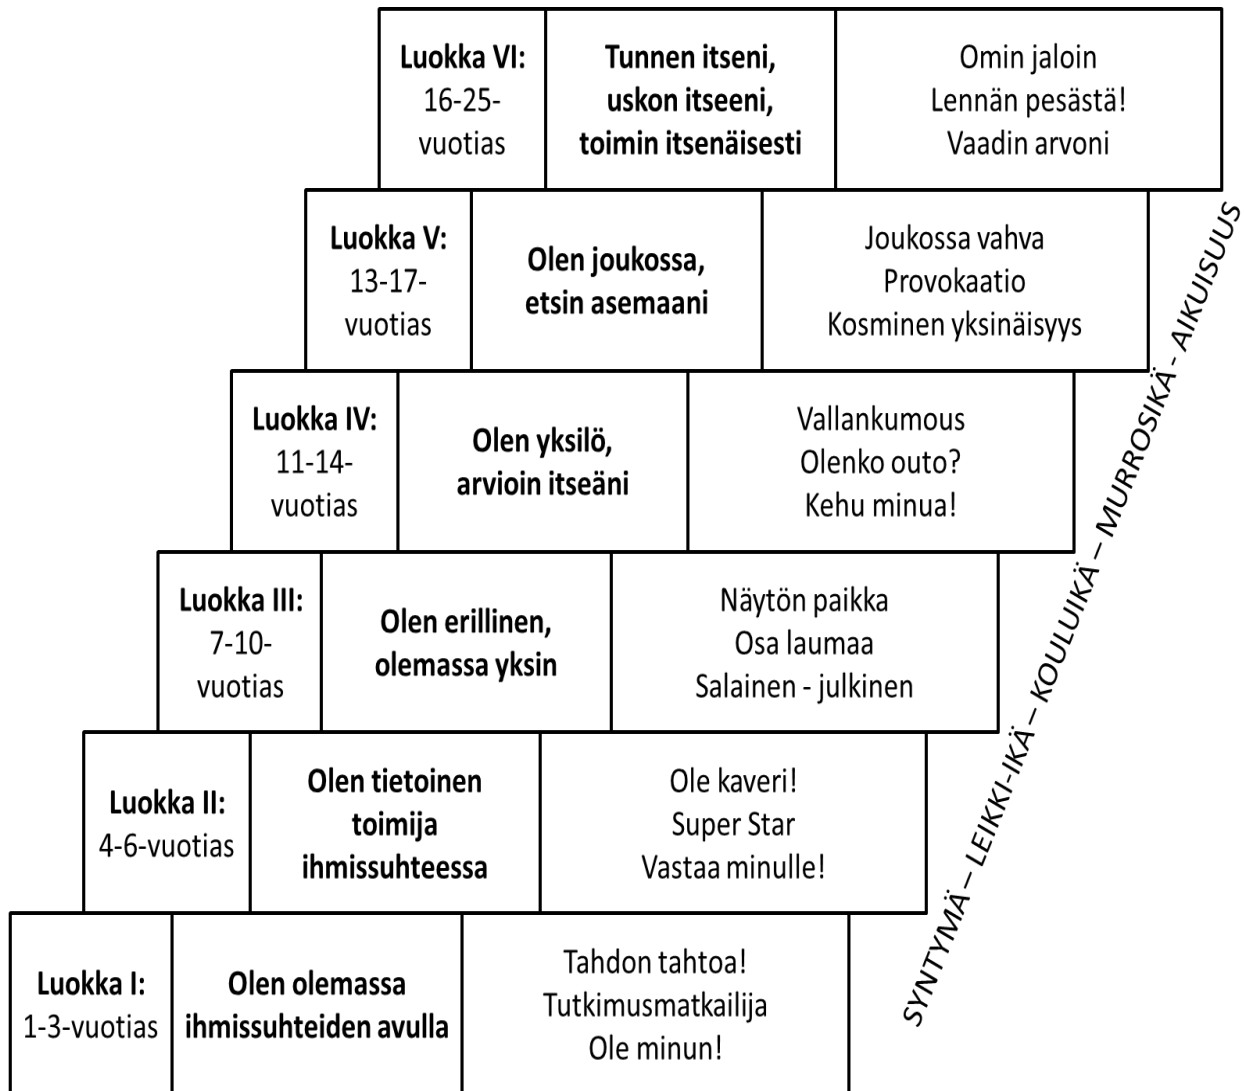 Luokka VI:
16-25-
vuotias
Tunnen itseni,
uskon itseeni,
toimin itsenäisesti
Omin jaloin
Lennän pesästä!
Vaadin arvoni
Luokka V:
13-17-
vuotias
Olen joukossa,
etsin asemaani
Joukossa vahva
Provokaatio
Kosminen yksinäisyys
Luokka IV:
11-14-
vuotias
Olen yksilö,
arvioin itseäni
Vallankumous
Olenko outo?
Kehu minua!
Luokka III:
7-10-
vuotias
Olen erillinen,
olemassa yksin
Näytön paikka
Osa laumaa
Salainen - julkinen
Luokka II:
4-6-vuotias
Olen tietoinen
toimija
ihmissuhteessa
Ole kaveri!
Super Star
Vastaa minulle!
Luokka I:
1-3-vuotias
Olen olemassa
ihmissuhteiden avulla
Tahdon tahtoa!
Tutkimusmatkailija
Ole minun!
SYNTYMÄ – LEIKKI-IKÄ – KOULUIKÄ – MURROSIKÄ - AIKUISUUS